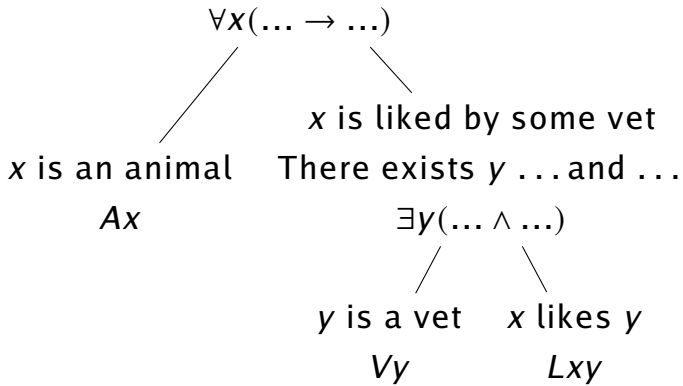 ∀x(... → ...)
x is liked by some vet
x is an animal There exists y ... and ...
Ax ∃y(... ∧ ...)
y is a vet x likes y
Vy Lxy